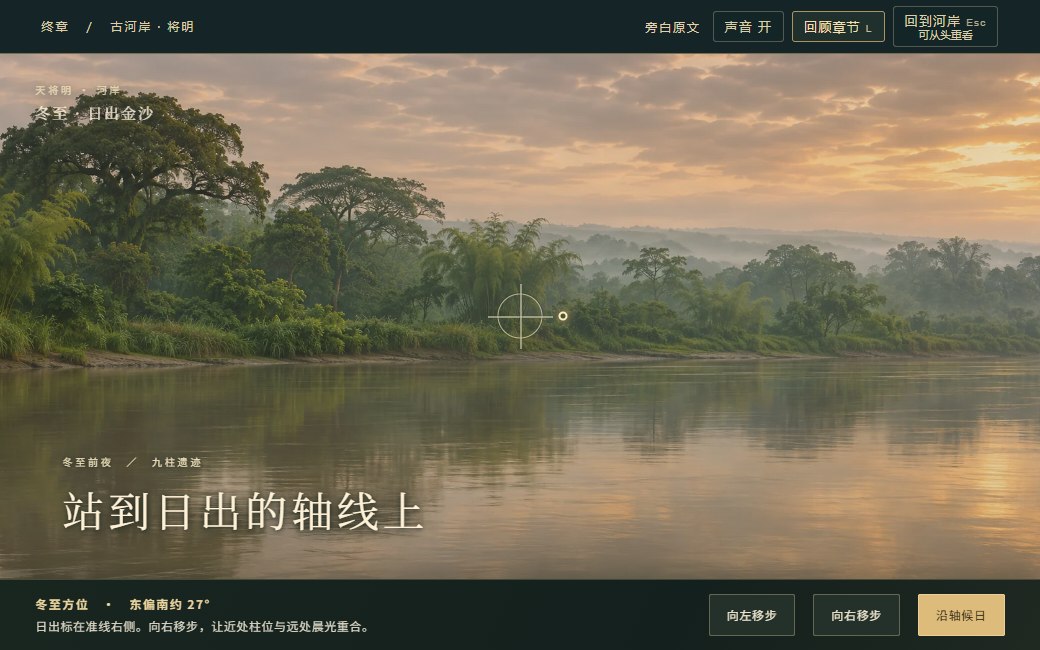 终章 / 古河岸 · 将明
旁白原文 声音 开 回顾章节 L 回到河岸 Esc
可从头重看
天将明 · 河岸
冬至 · 日出金沙
冬至前夜 ／ 九柱遗迹
站到日出的轴线上
冬至方位 · 东偏南约 27°
日出标在准线右侧。向右移步，让近处柱位与远处晨光重合。
向左移步 向右移步 沿轴候日